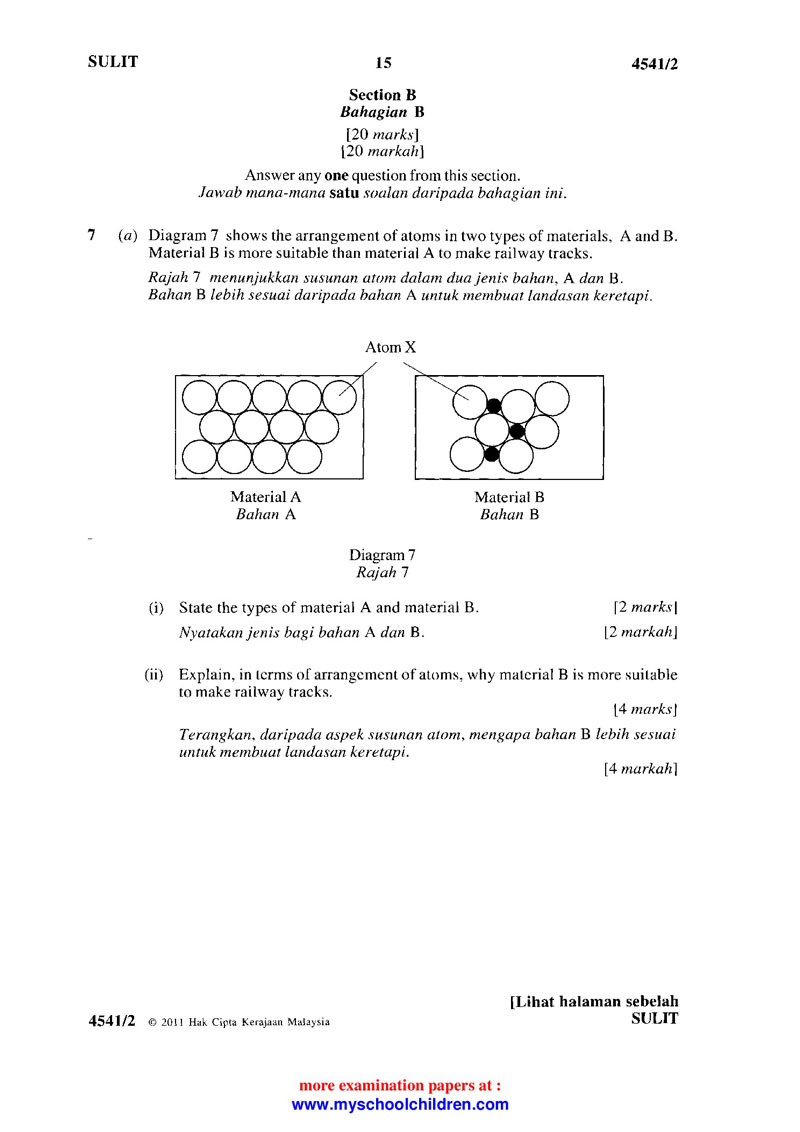 SULIT 15 4541/2
Section B
Bahagian B
[20 marks]
[20 markah]
Answer any one question from this section.
Jawab mana-mana satu soalan daripada bahagian ini.
7 (a) Diagram 7 shows the arrangement of atoms in two types of materials, A and B.
Material B is more suitable than material A to make railway tracks.
Rajah 7 menunjukkan susunan atom dalam dua jenis bahan, A dan B.
Bahan B lebih sesuai daripada bahan A untuk membuat landasan keretapi.
Atom X
Material A Material B
Bahan A Bahan B
Diagram 7
Rajah 7
(i) State the types of material A and material B. [2 marks]
Nyatakan jenis bagi bahan A dan B. [2 markah]
(ii) Explain, in terms of arrangement of atoms, why material B is more suitable
to make railway tracks.
[4 marks]
Terangkan, daripada aspek susunan atom, mengapa bahan B lebih sesuai
untuk membuat landasan keretapi.
[4 markah]
[Lihat halaman sebelah
4541/2 © 2011 Hak Cipta Kerajaan Malaysia SULIT
more examination papers at :
www.myschoolchildren.com